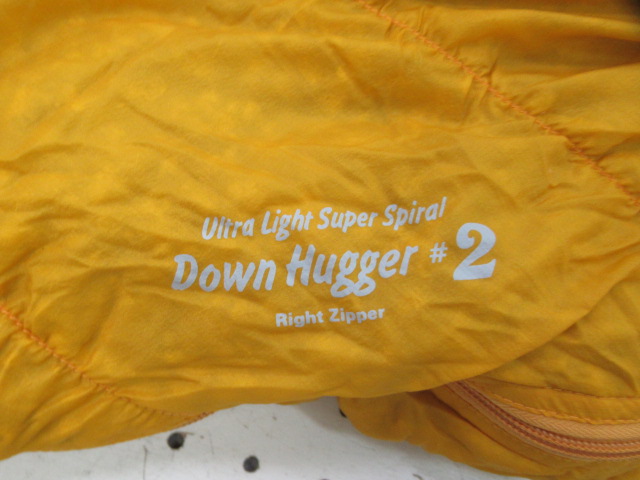 Ultra Light Super Spiral
Down Hugger #2
Right Zipper